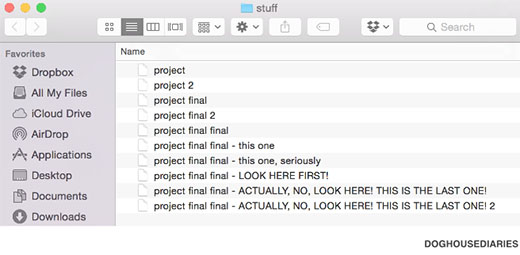 stuff
Search
Favorites
Name
Dropbox
All My Files
iCloud Drive
AirDrop
Applications
Desktop
Documents
Downloads
project
project 2
project final
project final 2
project final final
project final final - this one
project final final - this one, seriously
project final final - LOOK HERE FIRST!
project final final - ACTUALLY, NO, LOOK HERE! THIS IS THE LAST ONE!
project final final - ACTUALLY, NO, LOOK HERE! THIS IS THE LAST ONE! 2
DOGHOUSEDIARIES